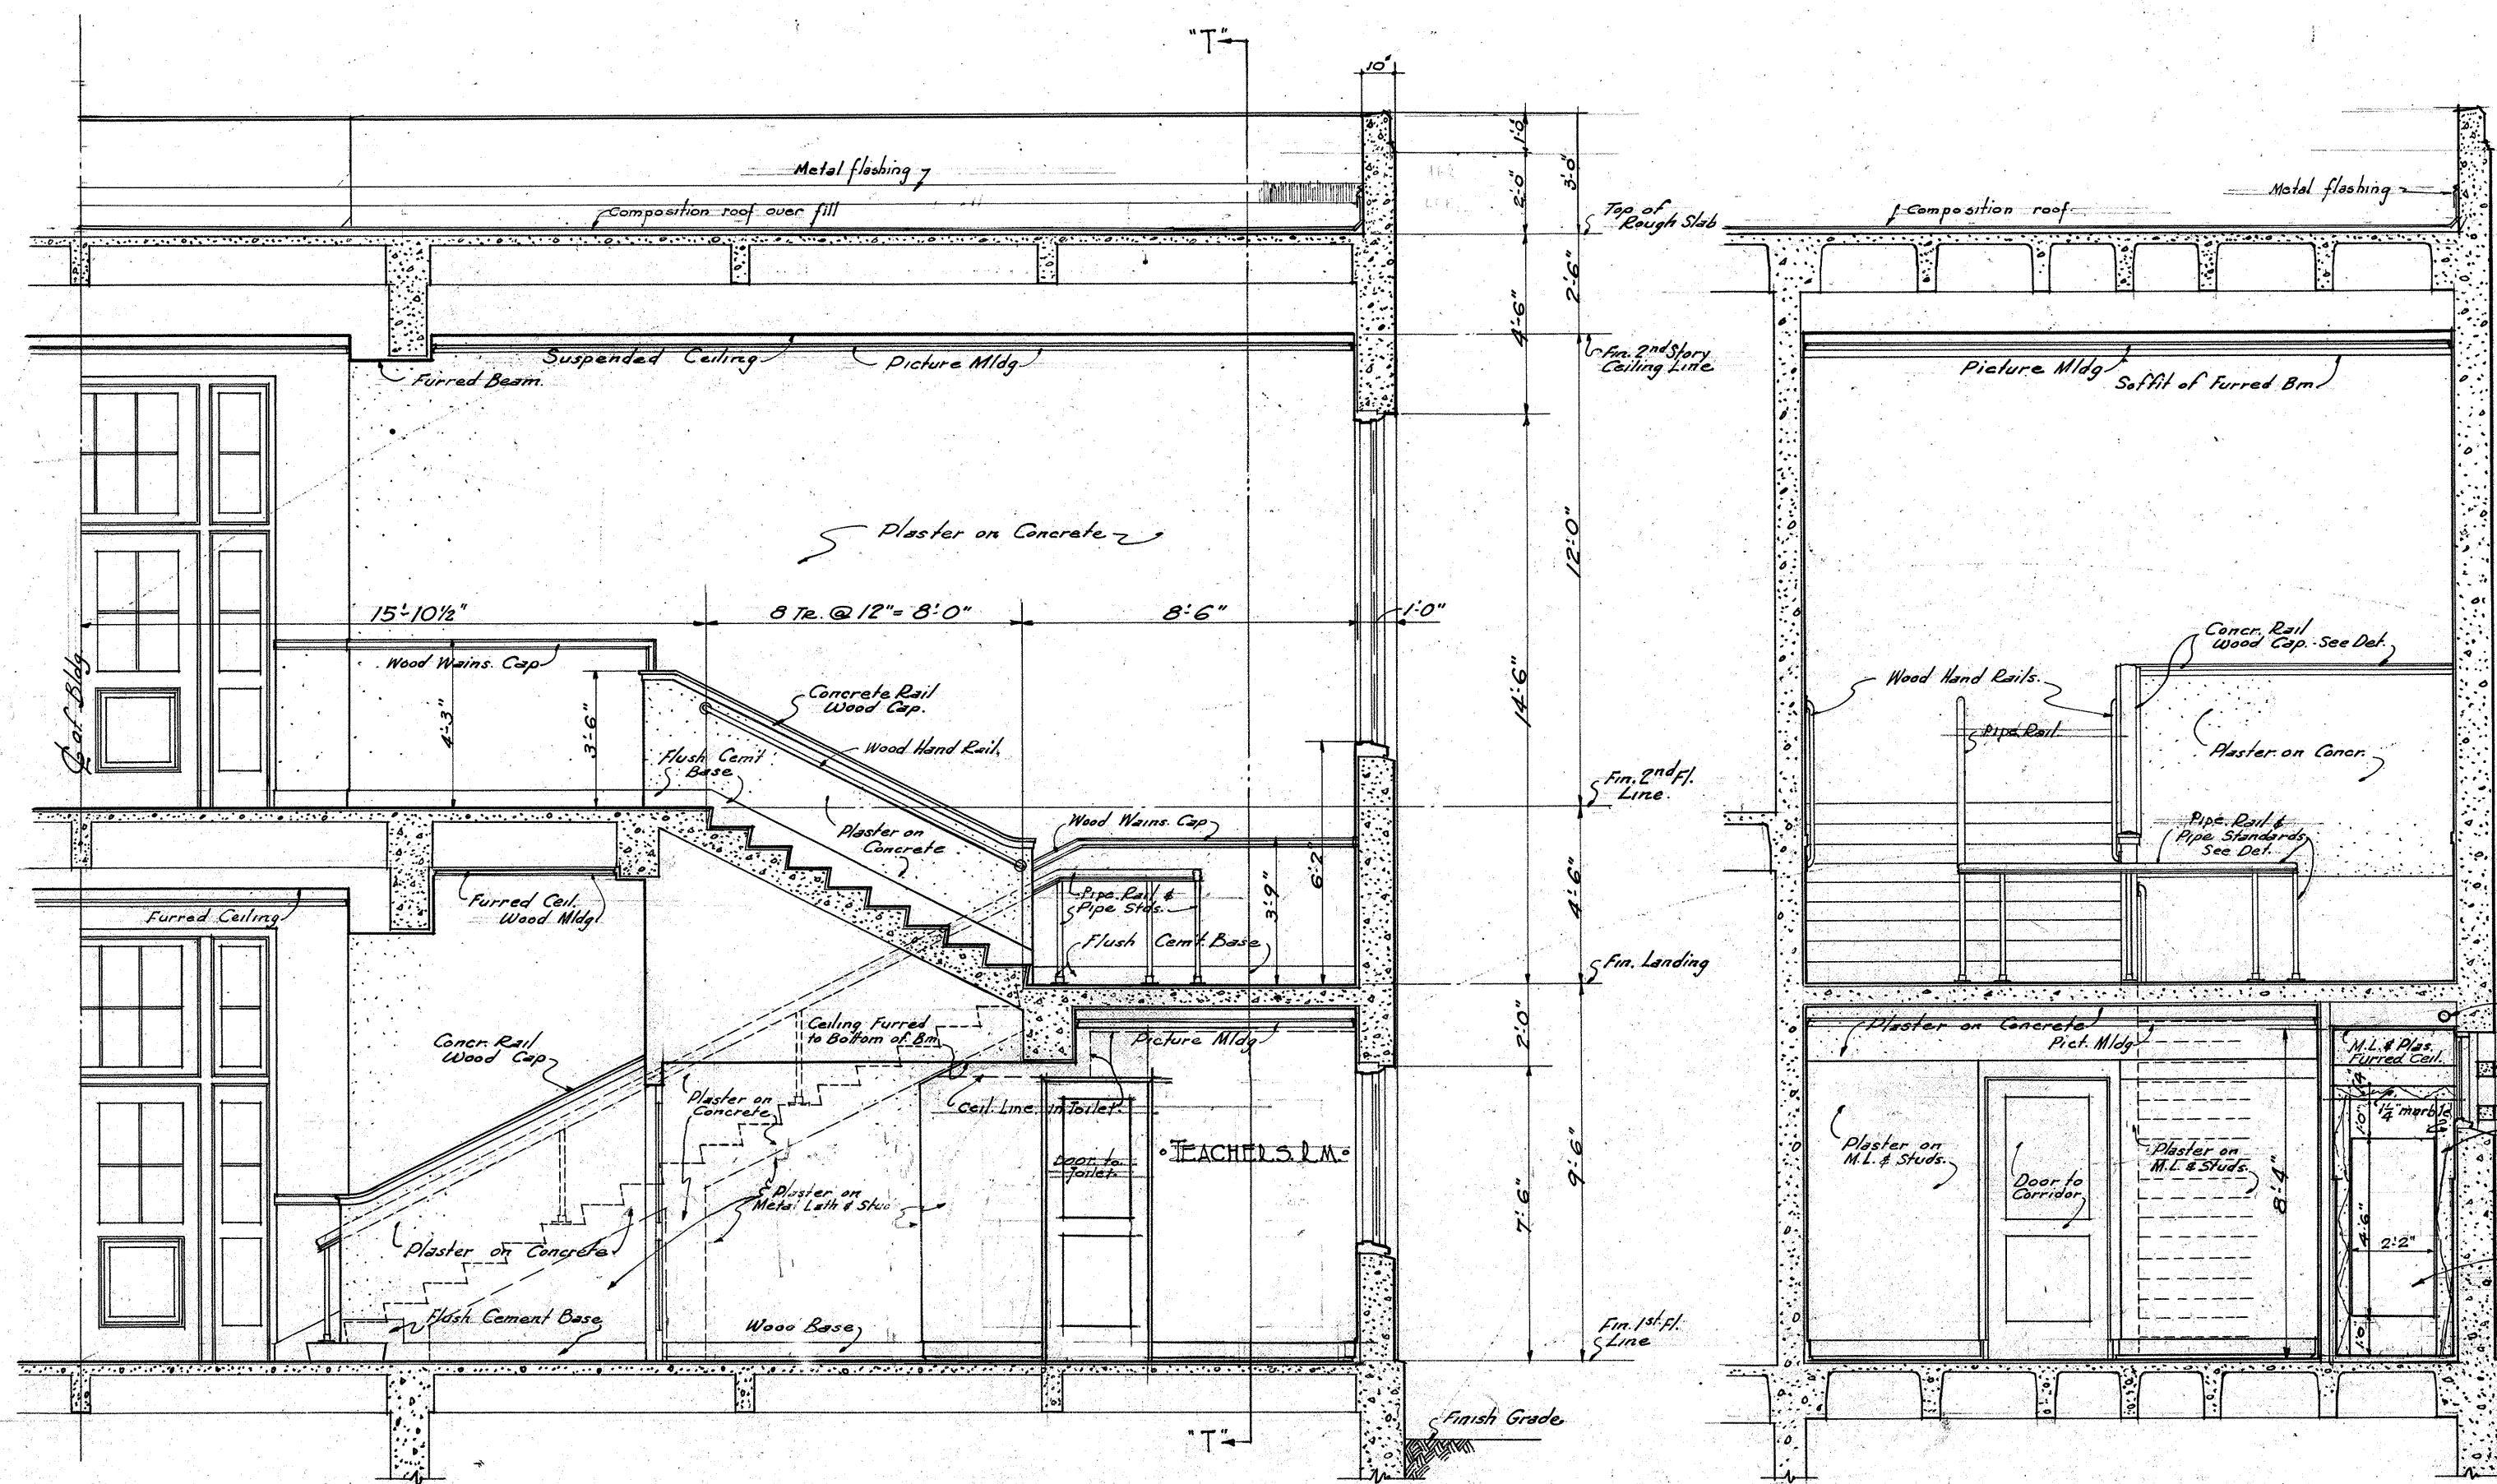 "T"
10"
Metal flashing
Composition roof over fill
1'-0"
2'-0"
3'-0"
Top of
Rough Slab
4'-6"
2'-6"
Suspended Ceiling
Picture Mldg
Furred Beam.
Fin. 2nd Story
Ceiling Line
Plaster on Concrete
12'-0"
15'-10½"
8 Tr. @ 12" = 8'-0"
8'-6"
1'-0"
Wood Wains. Cap
℄ of Bldg
4'-3"
3'-6"
Concrete Rail
Wood Cap.
Wood Hand Rail.
Flush Cem't
Base
14'-6"
Fin. 2nd Fl.
Line.
Plaster on
Concrete
Wood Wains. Cap
6'-2"
3'-9"
4'-6"
Furred Ceiling
Furred Ceil.
Wood Mldg.
Pipe Rail &
Pipe Stds.
Flush Cem't. Base
Fin. Landing
Concr. Rail
Wood Cap
Ceiling Furred
to Bottom of Bm.
Picture Mldg
2'-0"
Plaster on
Concrete
Ceil. Line in Toilet.
Door to
Toilet.
TEACHERS. RM.
Plaster on
Metal Lath & Stud
Plaster on Concrete
7'-6"
9'-6"
Flush Cement Base
Wood Base
Fin. 1st Fl.
Line
Finish Grade
"T"
Metal flashing
Composition roof
Picture Mldg
Soffit of Furred Bm
Concr. Rail
Wood Cap. - See Det.
Wood Hand Rails.
Pipe Rail
Plaster on Concr.
Pipe Rail &
Pipe Standards
See Det.
Plaster on Concrete
Pict. Mldg
M.L. & Plas.
Furred Ceil.
1¼" marble
1'-0"
Plaster on
M.L. & Studs.
Door to
Corridor
Plaster on
M.L. & Studs.
8'-4"
4'-6"
2'-2"
1'-0"